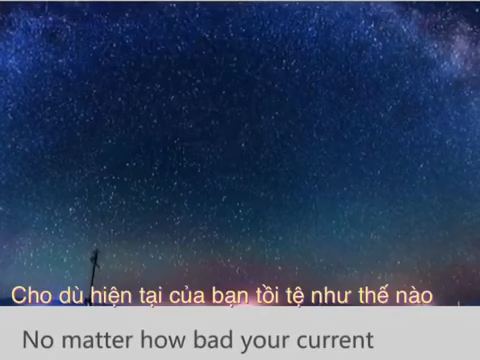 Cho dù hiện tại của bạn tồi tệ như thế nào
No matter how bad your current